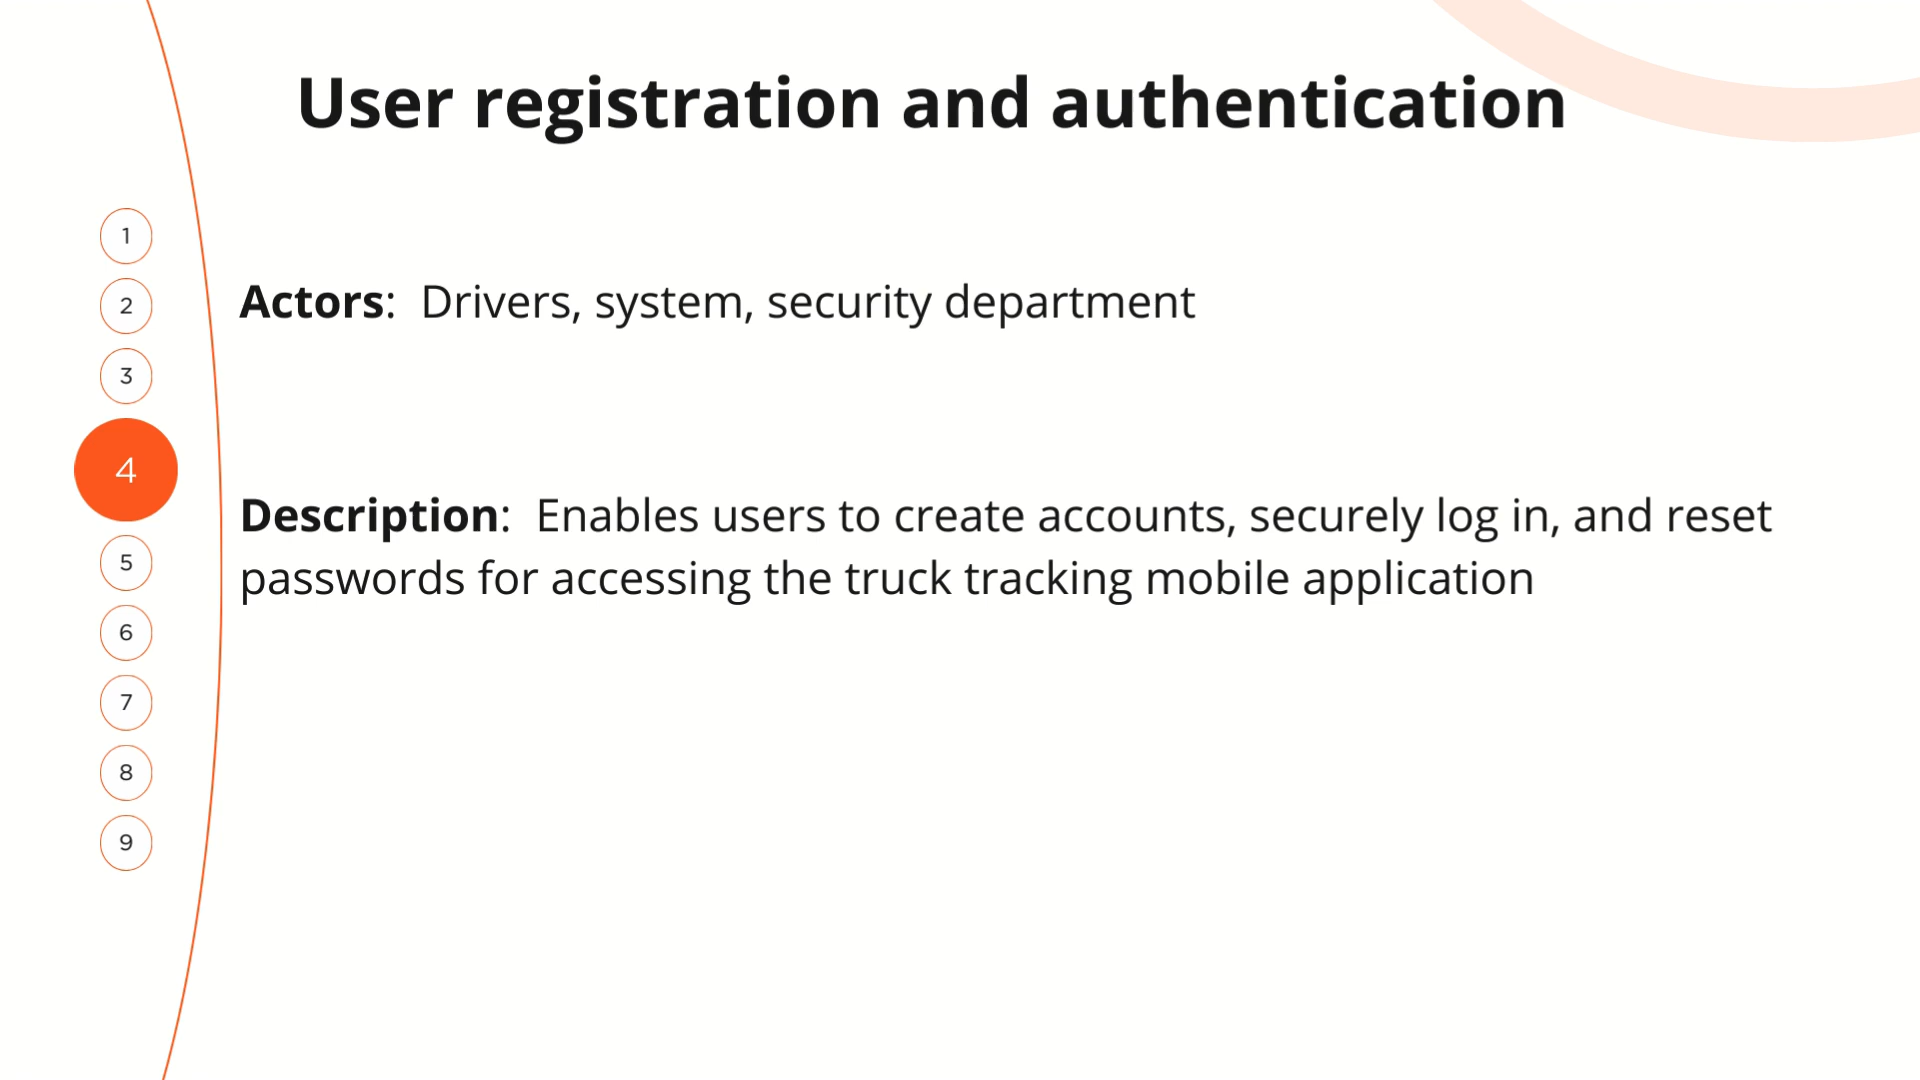 User registration and authentication
1
2
3
4
5
6
7
8
9
Actors: Drivers, system, security department
Description: Enables users to create accounts, securely log in, and reset
passwords for accessing the truck tracking mobile application